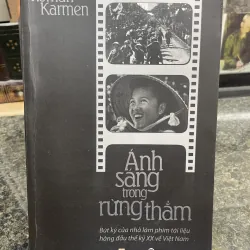 Karmen
Ánh
sáng
trong
rừng thẳm
Bút ký của nhà làm phim tài liệu
hàng đầu thế kỷ XX về Việt Nam